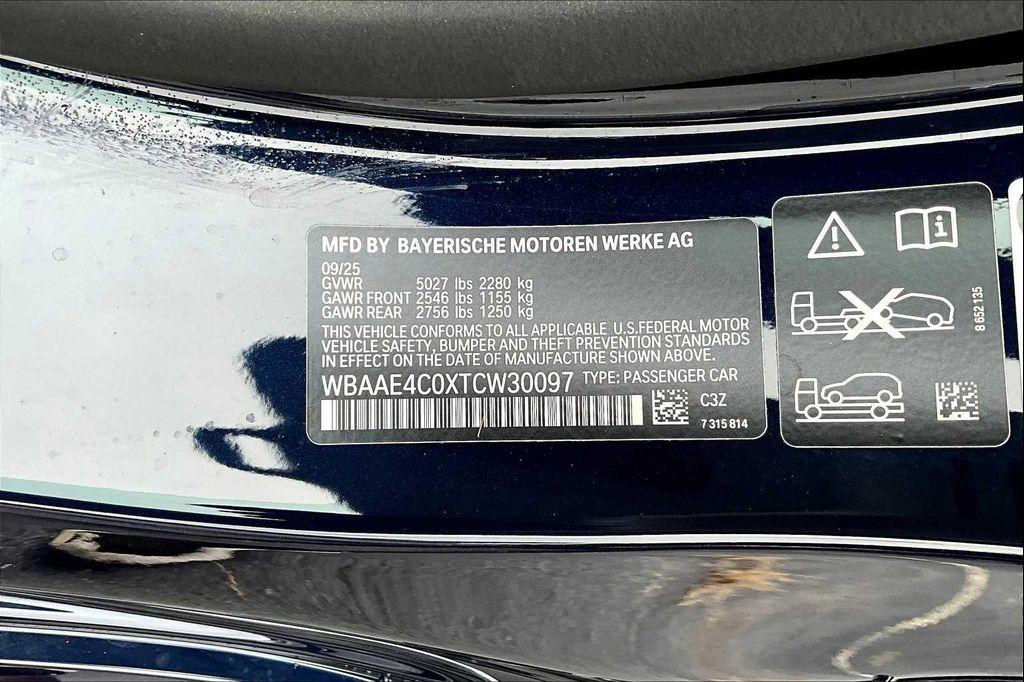 MFD BY BAYERISCHE MOTOREN WERKE AG
09/25
GVWR 5027 lbs 2280 kg
GAWR FRONT 2546 lbs 1155 kg
GAWR REAR 2756 lbs 1250 kg
THIS VEHICLE CONFORMS TO ALL APPLICABLE U.S.FEDERAL MOTOR
VEHICLE SAFETY, BUMPER AND THEFT PREVENTION STANDARDS
IN EFFECT ON THE DATE OF MANUFACTURE SHOWN ABOVE.
WBAAE4C0XTCW30097 TYPE: PASSENGER CAR
C3Z
7 315 814
8 652 135